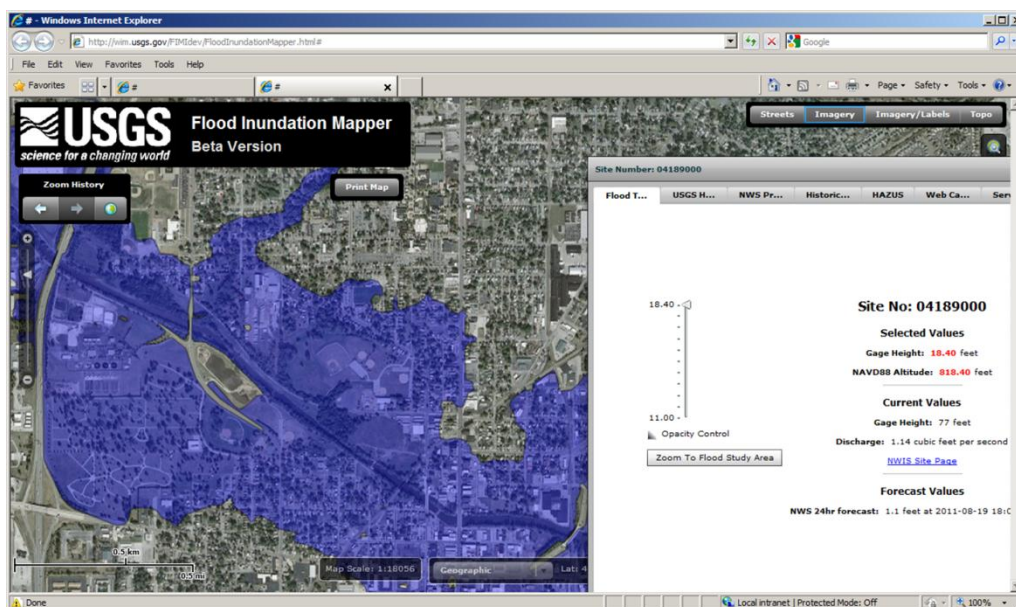 # - Windows Internet Explorer
http://wim.usgs.gov/FIMIdev/FloodInundationMapper.html#
Google
File Edit View Favorites Tools Help
Favorites
#
#
Page
Safety
Tools
USGS
science for a changing world
Flood Inundation Mapper
Beta Version
Streets
Imagery
Imagery/Labels
Topo
Zoom History
Print Map
Site Number: 04189000
Flood T...
USGS H...
NWS Pr...
Historic...
HAZUS
Web Ca...
Ser
18.40
11.00
Opacity Control
Zoom To Flood Study Area
Site No: 04189000
Selected Values
Gage Height: 18.40 feet
NAVD88 Altitude: 818.40 feet
Current Values
Gage Height: 77 feet
Discharge: 1.14 cubic feet per second
NWIS Site Page
Forecast Values
NWS 24hr forecast: 1.1 feet at 2011-08-19 18:0
0.5 km
0.5 mi
Map Scale: 1:18056
Geographic
Lat: 4
Done
Local intranet | Protected Mode: Off
100%